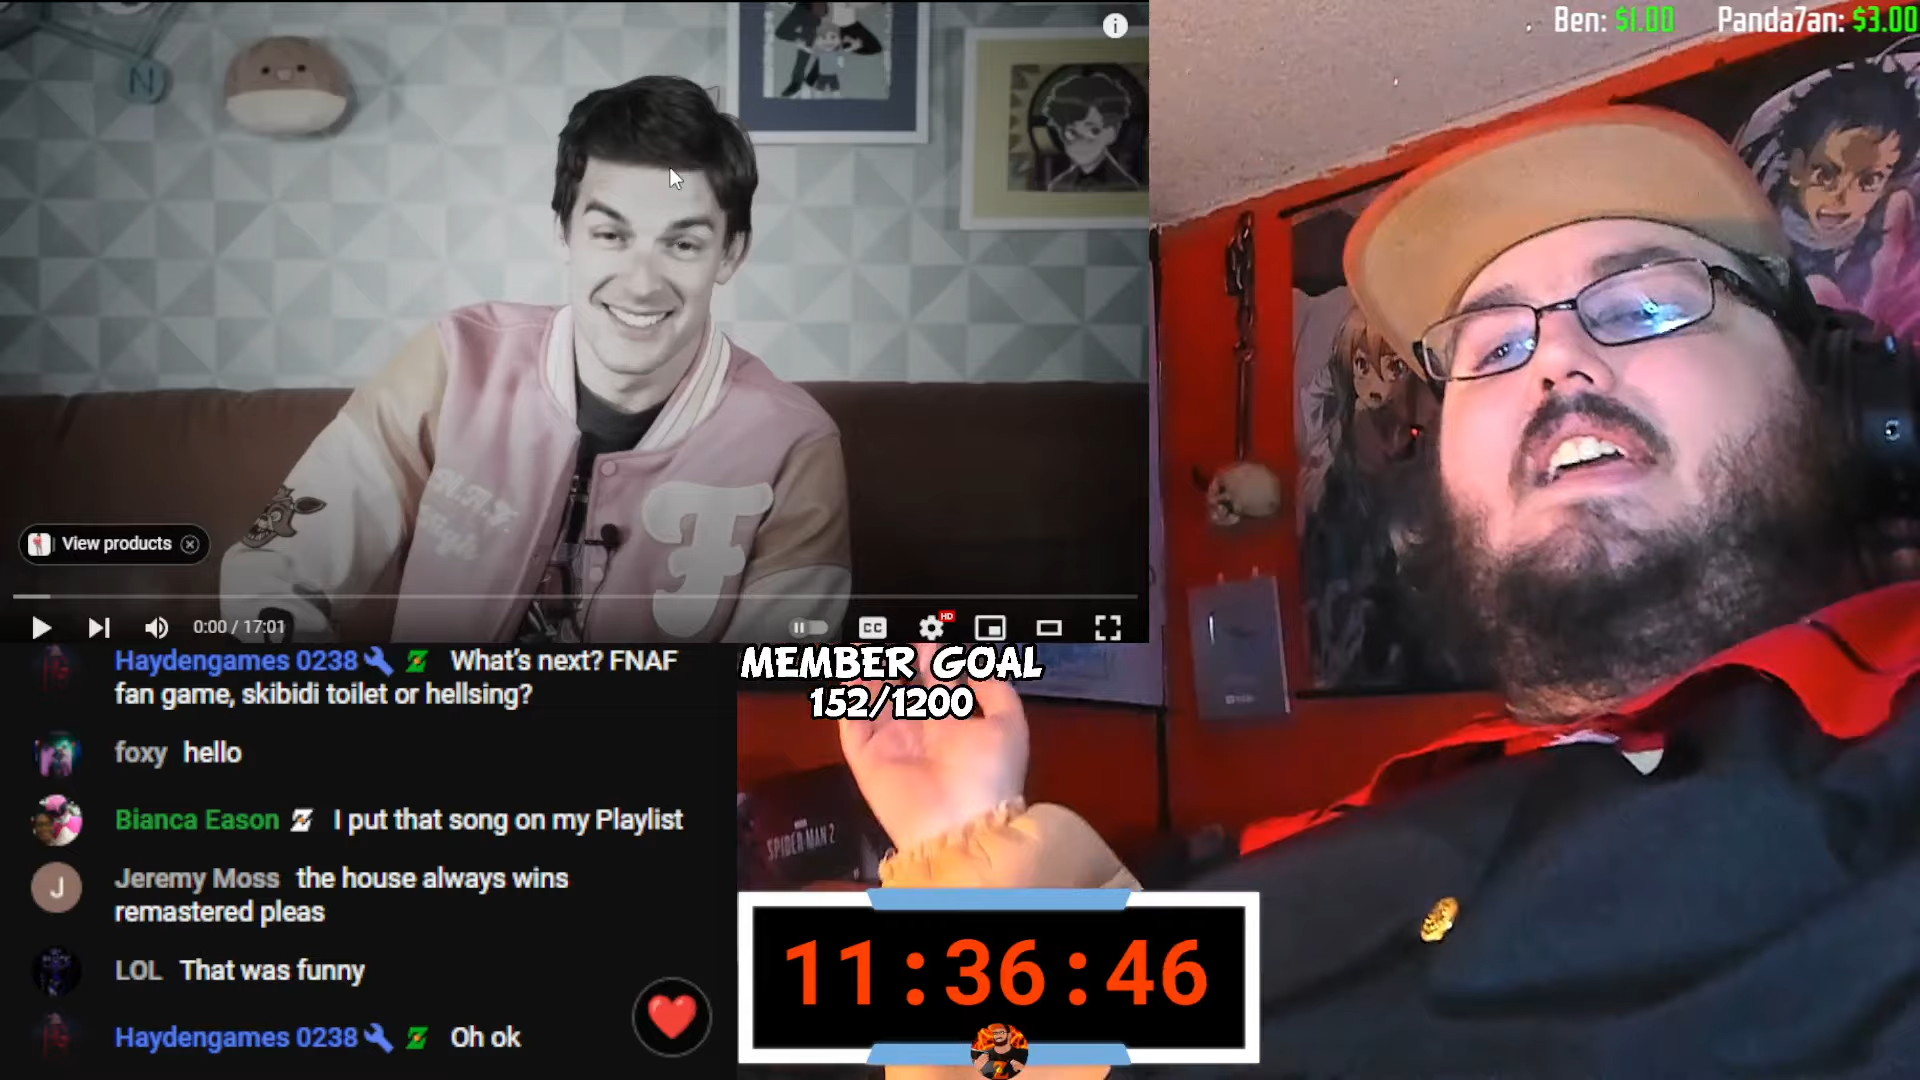 Ben: $1.00 Panda7an: $3.00
N
View products
0:00 / 17:01
CC
HD
Haydengames 0238 What's next? FNAF
fan game, skibidi toilet or hellsing?
foxy hello
Bianca Eason I put that song on my Playlist
J
Jeremy Moss the house always wins
remastered pleas
LOL That was funny
Haydengames 0238 Oh ok
MEMBER GOAL
152/1200
SPIDER-MAN 2
11:36:46